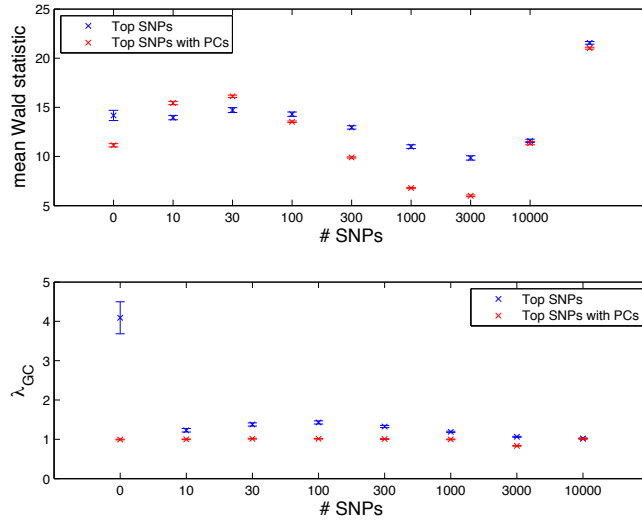 25
20
15
10
5
mean Wald statistic
Top SNPs
Top SNPs with PCs
0 10 30 100 300 1000 3000 10000
# SNPs
5
4
3
2
1
0
λGC
Top SNPs
Top SNPs with PCs
0 10 30 100 300 1000 3000 10000
# SNPs